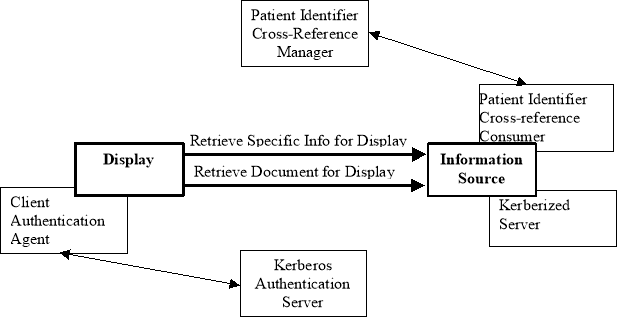 Patient Identifier
Cross-Reference
Manager
Patient Identifier
Cross-reference
Consumer
Retrieve Specific Info for Display
Display
Information
Source
Retrieve Document for Display
Client
Authentication
Agent
Kerberized
Server
Kerberos
Authentication
Server